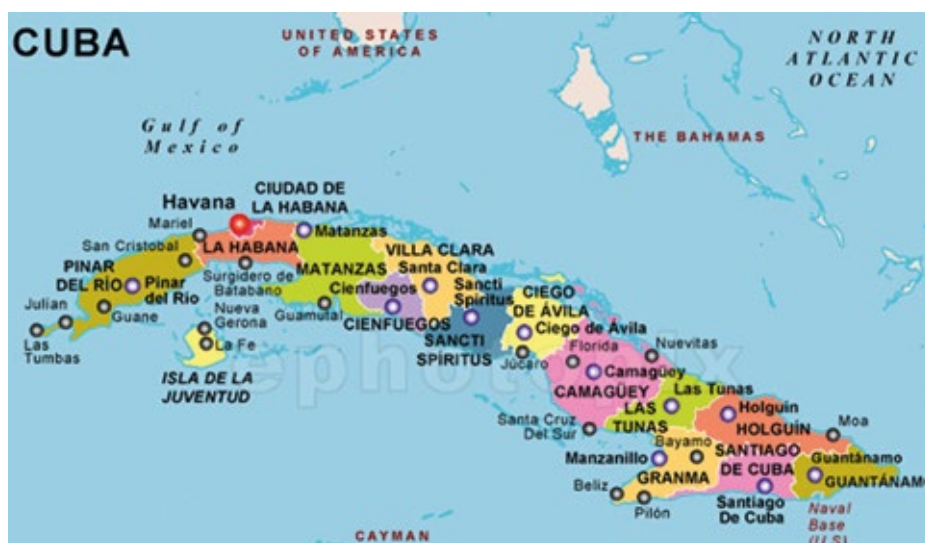 CUBA
UNITED STATES
OF AMERICA
NORTH
ATLANTIC
OCEAN
Gulf of
Mexico
THE BAHAMAS
Havana
CIUDAD DE
LA HABANA
Mariel
Matanzas
San Cristobal
LA HABANA
VILLA CLARA
PINAR
DEL RÍO
Pinar
del Río
Surgidero de
Batabano
MATANZAS
Santa Clara
Cienfuegos
Sancti
Spíritus
CIEGO
DE ÁVILA
Julian
Guane
Nueva
Gerona
Guamutal
CIENFUEGOS
Ciego de Ávila
Las
Tumbas
La Fe
SANCTI
SPÍRITUS
Júcaro
Florida
Nuevitas
ISLA DE LA
JUVENTUD
Camagüey
CAMAGÜEY
Las Tunas
LAS
TUNAS
Holguín
HOLGUÍN
Moa
Santa Cruz
Del Sur
Bayamo
Manzanillo
SANTIAGO
DE CUBA
Guantánamo
GRANMA
GUANTÁNAMO
Beliz
Pilón
Santiago
De Cuba
Naval
Base
(U.S)
CAYMAN